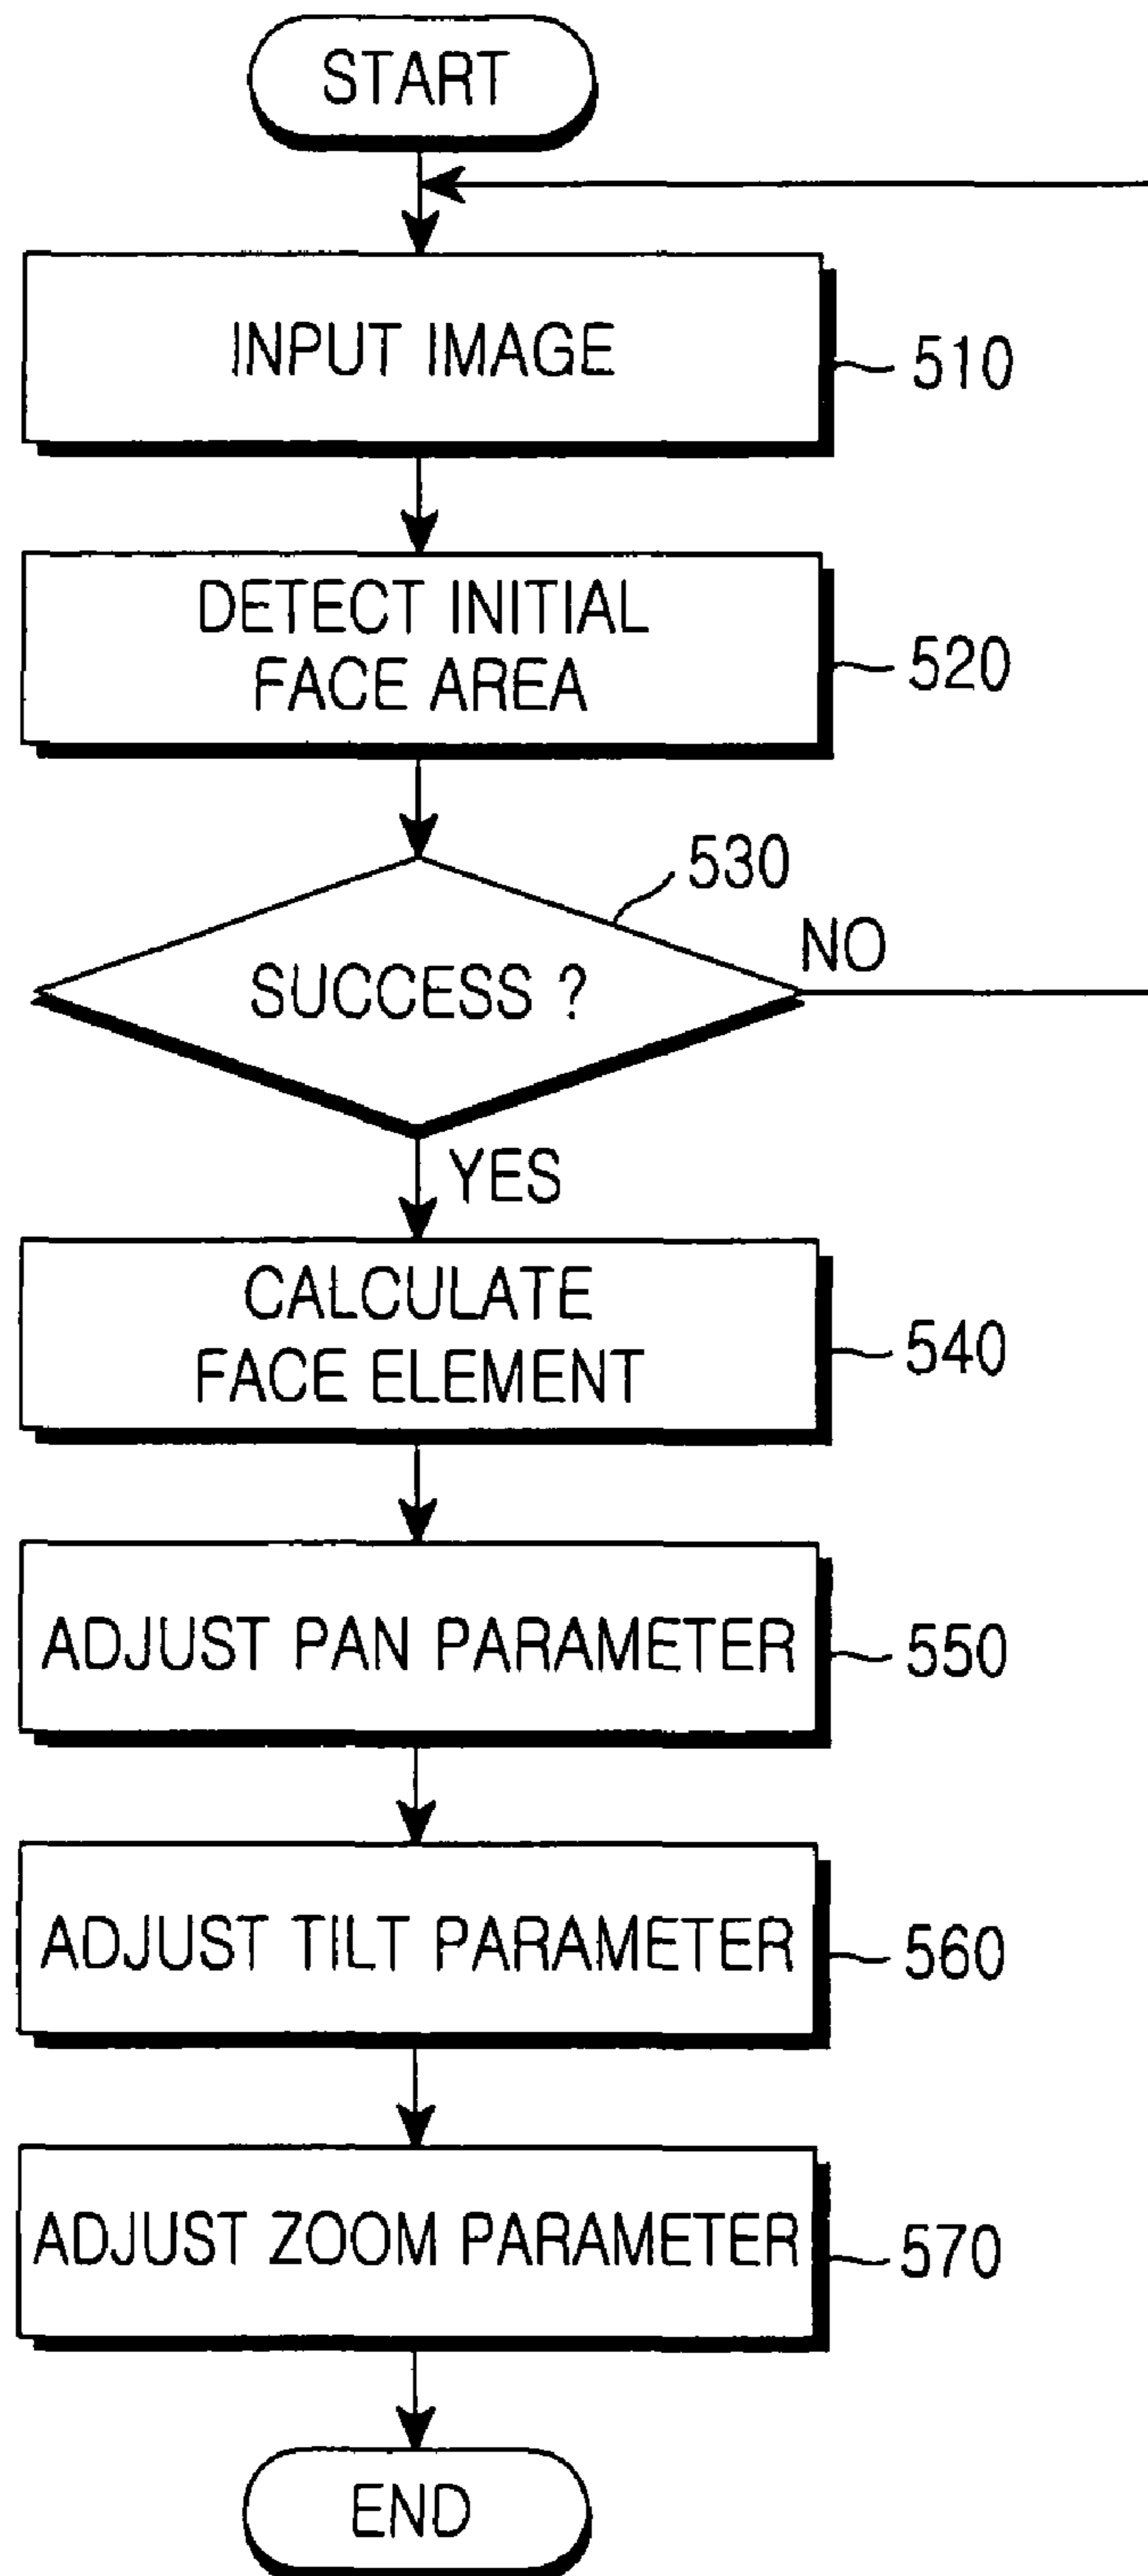 START
INPUT IMAGE
510
DETECT INITIAL
FACE AREA
520
530
SUCCESS ?
NO
YES
CALCULATE
FACE ELEMENT
540
ADJUST PAN PARAMETER
550
ADJUST TILT PARAMETER
560
ADJUST ZOOM PARAMETER
570
END